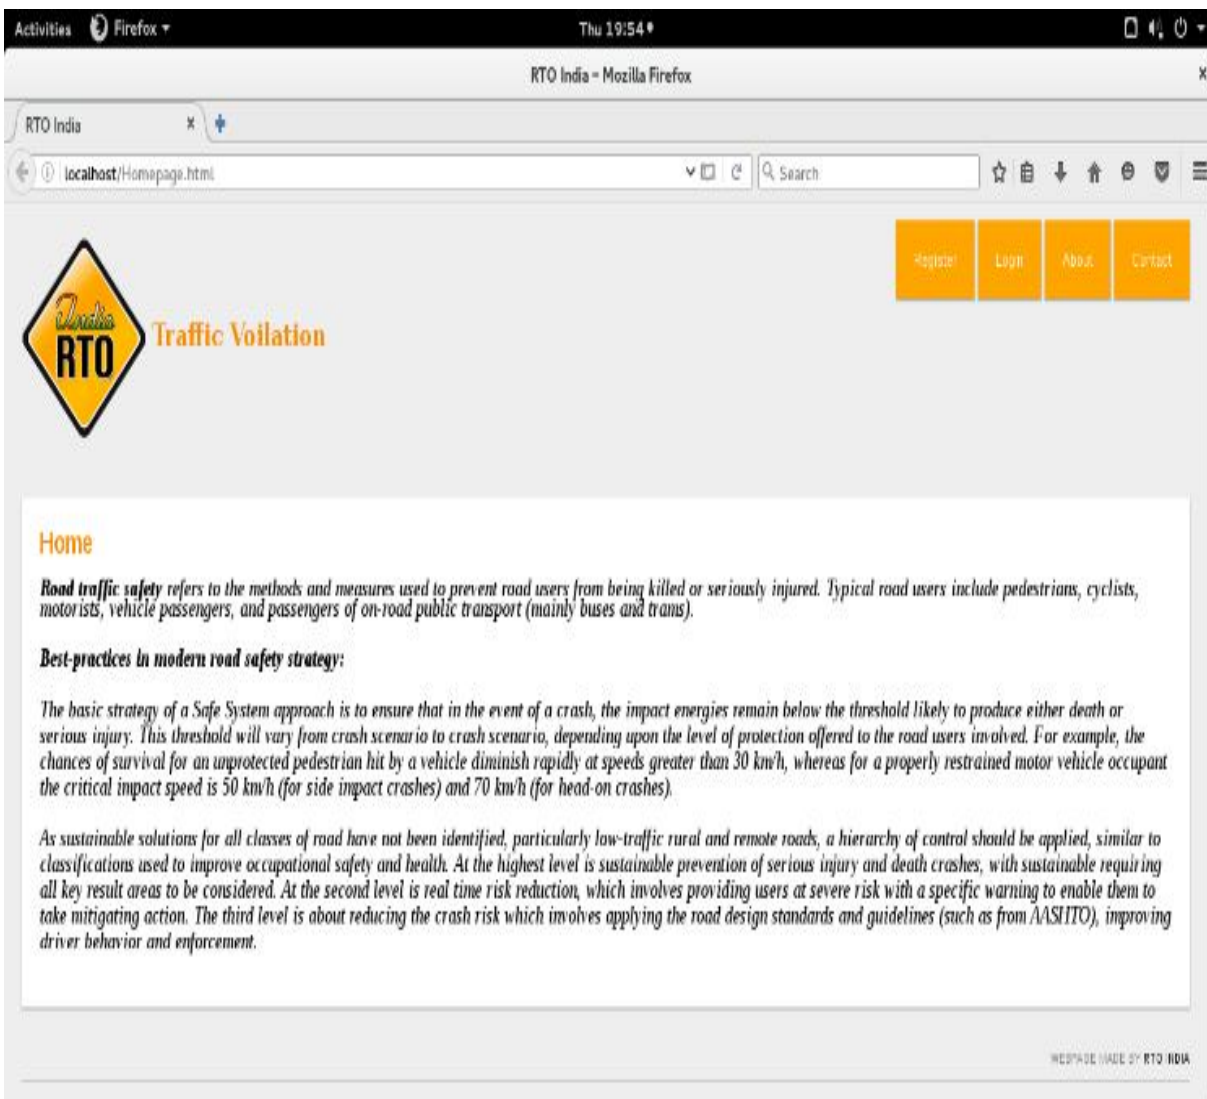 Activities Firefox
Thu 19:54
RTO India - Mozilla Firefox
RTO India
localhost/Homepage.html
Search
Register Login About Contact
India
RTO
Traffic Voilation
Home
Road traffic safety refers to the methods and measures used to prevent road users from being killed or seriously injured. Typical road users include pedestrians, cyclists,
motorists, vehicle passengers, and passengers of on-road public transport (mainly buses and trams).
Best-practices in modern road safety strategy:
The basic strategy of a Safe System approach is to ensure that in the event of a crash, the impact energies remain below the threshold likely to produce either death or
serious injury. This threshold will vary from crash scenario to crash scenario, depending upon the level of protection offered to the road users involved. For example, the
chances of survival for an unprotected pedestrian hit by a vehicle diminish rapidly at speeds greater than 30 km/h, whereas for a properly restrained motor vehicle occupant
the critical impact speed is 50 km/h (for side impact crashes) and 70 km/h (for head-on crashes).
As sustainable solutions for all classes of road have not been identified, particularly low-traffic rural and remote roads, a hierarchy of control should be applied, similar to
classifications used to improve occupational safety and health. At the highest level is sustainable prevention of serious injury and death crashes, with sustainable requiring
all key result areas to be considered. At the second level is real time risk reduction, which involves providing users at severe risk with a specific warning to enable them to
take mitigating action. The third level is about reducing the crash risk which involves applying the road design standards and guidelines (such as from AASHTO), improving
driver behavior and enforcement.
WEBPAGE MADE BY RTO INDIA